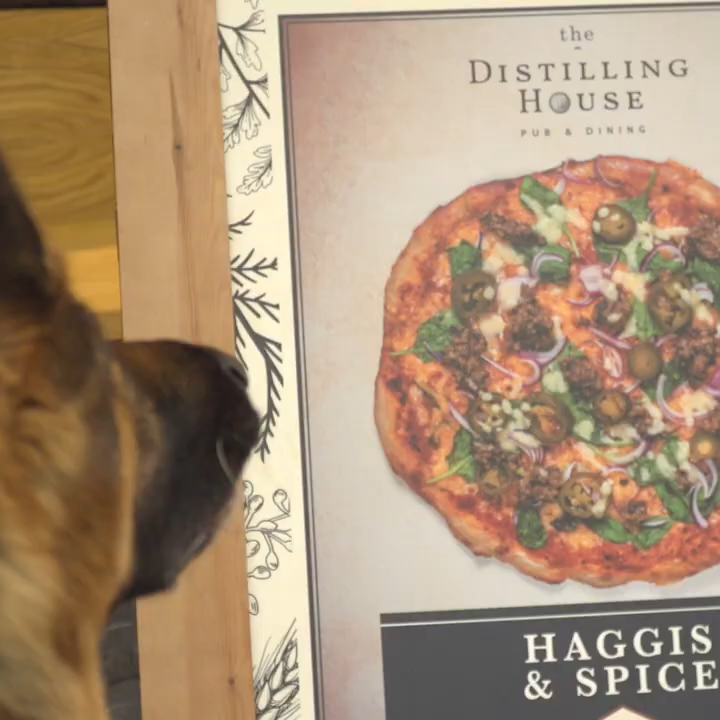 the
DISTILLING
HOUSE
PUB & DINING
HAGGIS
& SPICE